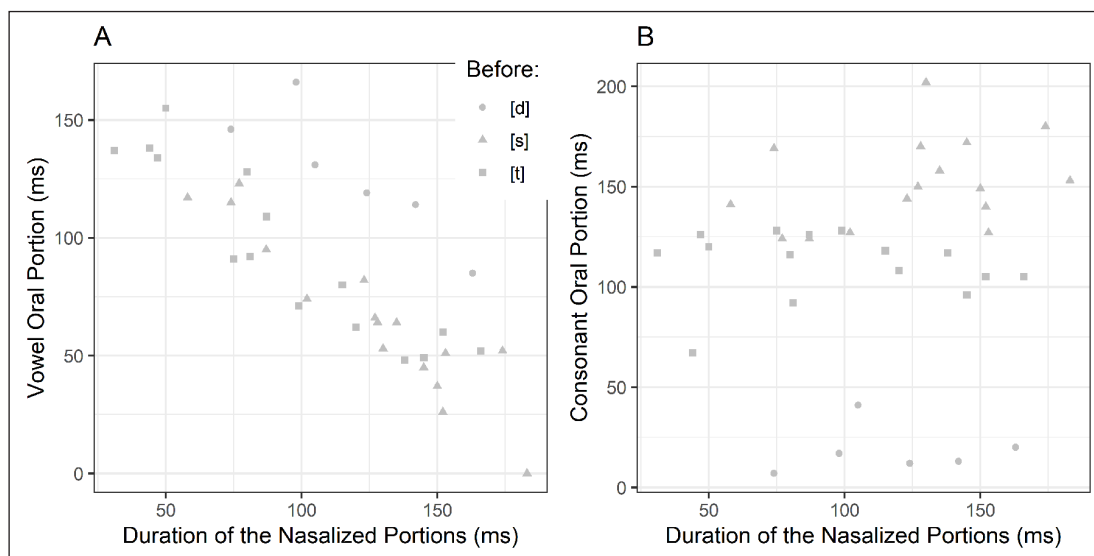 A
B
Before:
[d]
[s]
[t]
Vowel Oral Portion (ms)
150
100
50
0
50
100
150
Duration of the Nasalized Portions (ms)
Consonant Oral Portion (ms)
200
150
100
50
0
50
100
150
Duration of the Nasalized Portions (ms)